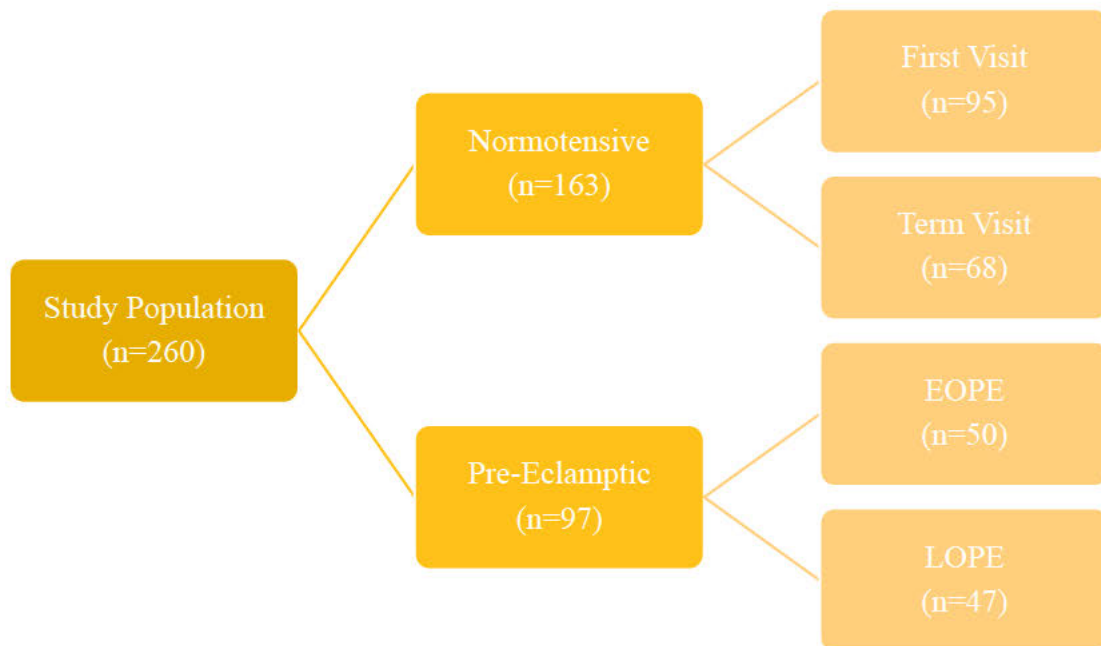 Study Population
(n=260)
Normotensive
(n=163)
Pre-Eclamptic
(n=97)
First Visit
(n=95)
Term Visit
(n=68)
EOPE
(n=50)
LOPE
(n=47)